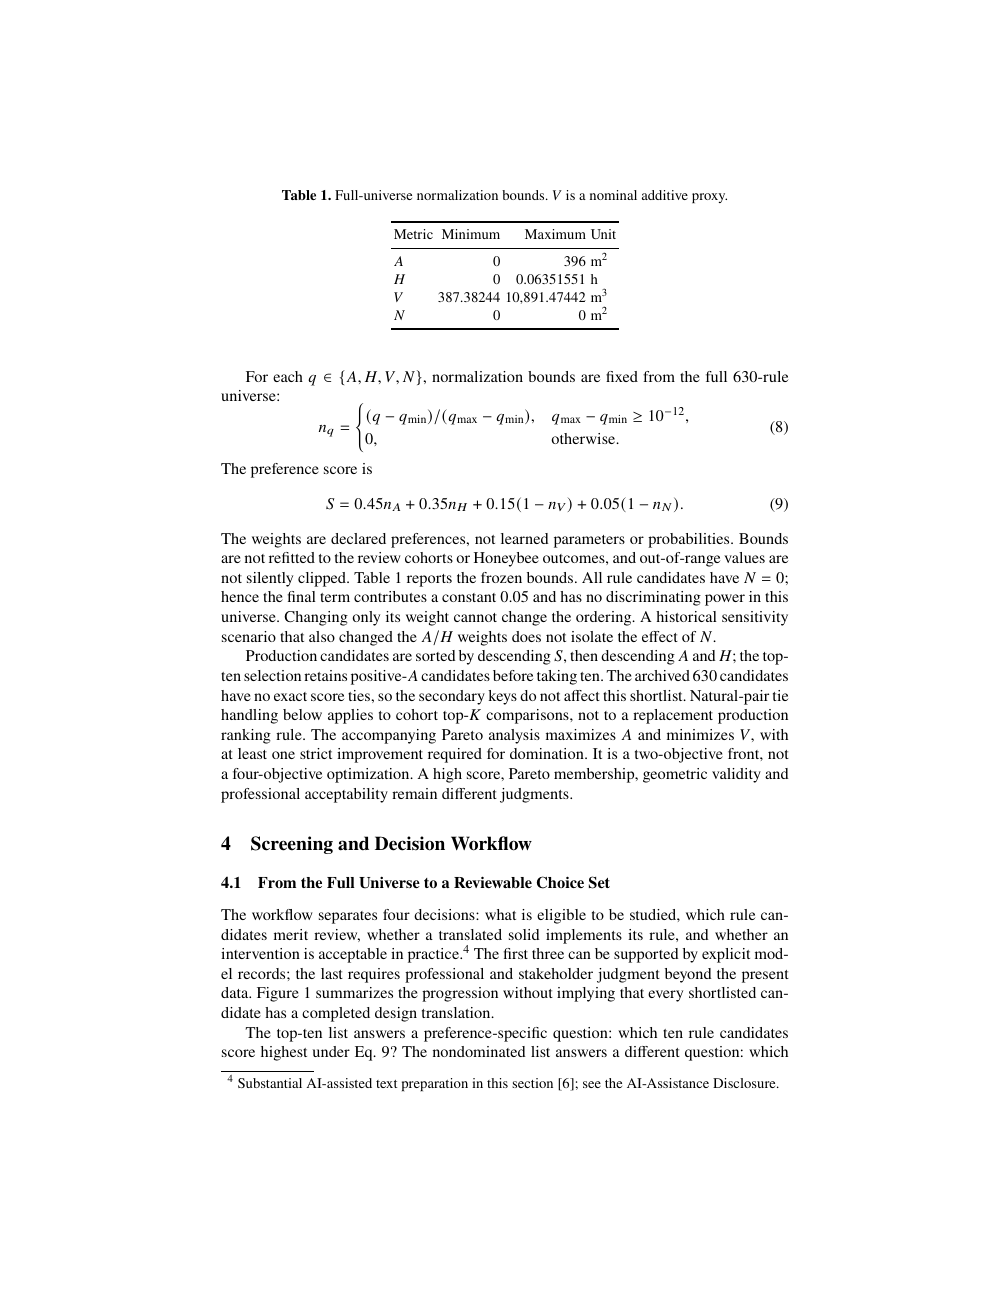 Table 1. Full-universe normalization bounds. V is a nominal additive proxy.
Metric Minimum Maximum Unit
A 0 396 m²
H 0 0.06351551 h
V 387.38244 10,891.47442 m³
N 0 0 m²
For each q ∈ {A, H, V, N}, normalization bounds are fixed from the full 630-rule
universe:
n_q = { (q − q_min)/(q_max − q_min), q_max − q_min ≥ 10⁻¹²,
0, otherwise. (8)
The preference score is
S = 0.45n_A + 0.35n_H + 0.15(1 − n_V) + 0.05(1 − n_N). (9)
The weights are declared preferences, not learned parameters or probabilities. Bounds
are not refitted to the review cohorts or Honeybee outcomes, and out-of-range values are
not silently clipped. Table 1 reports the frozen bounds. All rule candidates have N = 0;
hence the final term contributes a constant 0.05 and has no discriminating power in this
universe. Changing only its weight cannot change the ordering. A historical sensitivity
scenario that also changed the A/H weights does not isolate the effect of N.
Production candidates are sorted by descending S, then descending A and H; the top-
ten selection retains positive-A candidates before taking ten. The archived 630 candidates
have no exact score ties, so the secondary keys do not affect this shortlist. Natural-pair tie
handling below applies to cohort top-K comparisons, not to a replacement production
ranking rule. The accompanying Pareto analysis maximizes A and minimizes V, with
at least one strict improvement required for domination. It is a two-objective front, not
a four-objective optimization. A high score, Pareto membership, geometric validity and
professional acceptability remain different judgments.
4 Screening and Decision Workflow
4.1 From the Full Universe to a Reviewable Choice Set
The workflow separates four decisions: what is eligible to be studied, which rule can-
didates merit review, whether a translated solid implements its rule, and whether an
intervention is acceptable in practice.⁴ The first three can be supported by explicit mod-
el records; the last requires professional and stakeholder judgment beyond the present
data. Figure 1 summarizes the progression without implying that every shortlisted can-
didate has a completed design translation.
The top-ten list answers a preference-specific question: which ten rule candidates
score highest under Eq. 9? The nondominated list answers a different question: which
⁴ Substantial AI-assisted text preparation in this section [6]; see the AI-Assistance Disclosure.